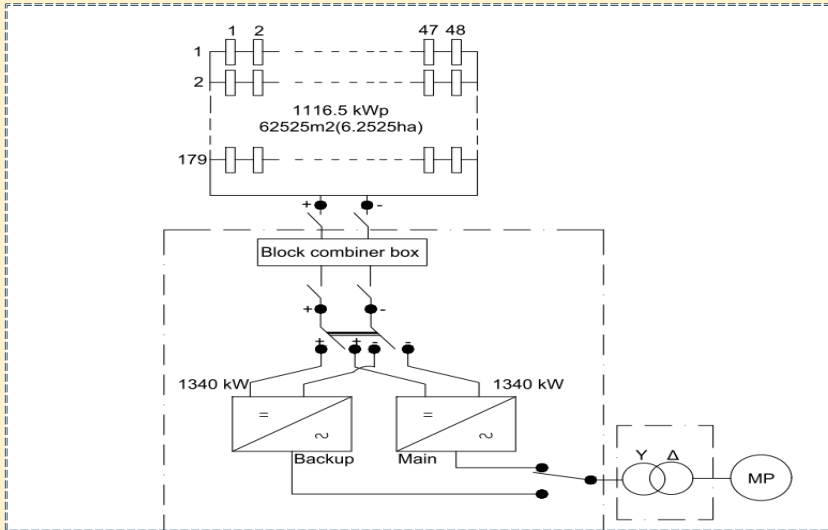 1 2 47 48
1
2
1116.5 kWp
62525m2(6.2525ha)
179
+ -
Block combiner box
+ -
+ + - -
1340 kW 1340 kW
= =
~ ~
Backup Main
Y Δ
MP